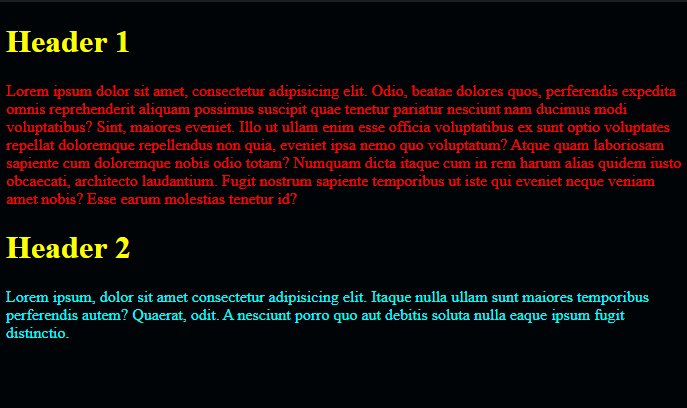 Header 1
Lorem ipsum dolor sit amet, consectetur adipisicing elit. Odio, beatae dolores quos, perferendis expedita
omnis reprehenderit aliquam possimus suscipit quae tenetur pariatur nesciunt nam ducimus modi
voluptatibus? Sint, maiores eveniet. Illo ut ullam enim esse officia voluptatibus ex sunt optio voluptates
repellat doloremque repellendus non quia, eveniet ipsa nemo quo voluptatum? Atque quam laboriosam
sapiente cum doloremque nobis odio totam? Numquam dicta itaque cum in rem harum alias quidem iusto
obcaecati, architecto laudantium. Fugit nostrum sapiente temporibus ut iste qui eveniet neque veniam
amet nobis? Esse earum molestias tenetur id?
Header 2
Lorem ipsum, dolor sit amet consectetur adipisicing elit. Itaque nulla ullam sunt maiores temporibus
perferendis autem? Quaerat, odit. A nesciunt porro quo aut debitis soluta nulla eaque ipsum fugit
distinctio.